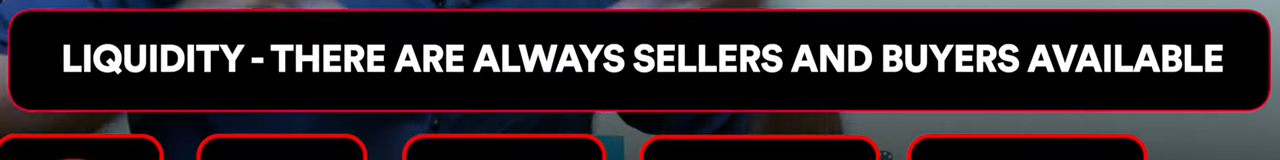 LIQUIDITY - THERE ARE ALWAYS SELLERS AND BUYERS AVAILABLE